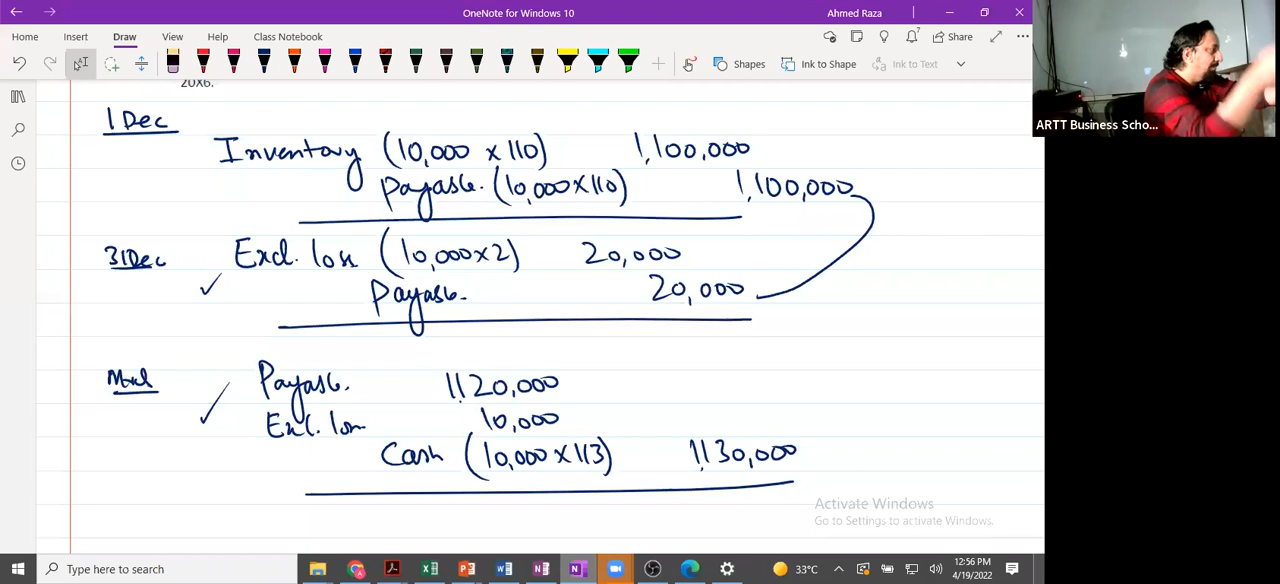 OneNote for Windows 10
Ahmed Raza
Home Insert Draw View Help Class Notebook
Share
Shapes Ink to Shape Ink to Text
20X6.
1 Dec
Inventory (10,000 x 110) 1,100,000
Payable. (10,000 x 110) 1,100,000
31 Dec Exch. loss (10,000 x 2) 20,000
Payable. 20,000
Payable. 1,120,000
Exch. loss 10,000
Cash (10,000 x 113) 1,130,000
Activate Windows
Go to Settings to activate Windows.
ARTT Business Scho...
Type here to search
33°C
12:56 PM
4/19/2022